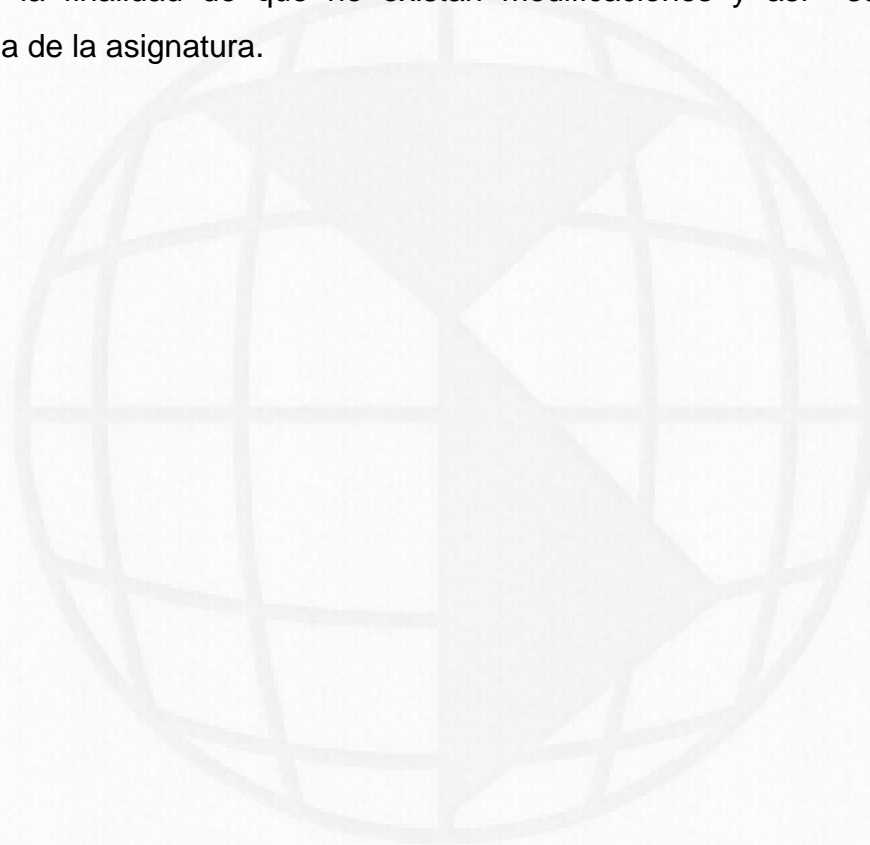 la finalidad de que no existan modificaciones y así
a de la asignatura.